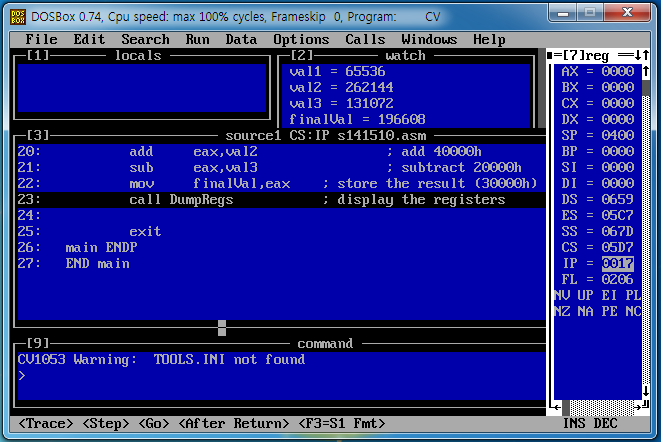 DOSBox 0.74, Cpu speed: max 100% cycles, Frameskip 0, Program: CV
File Edit Search Run Data Options Calls Windows Help
[1] locals
[2] watch
val1 = 65536
val2 = 262144
val3 = 131072
finalVal = 196608
[3] source1 CS:IP s141510.asm
20: add eax,val2 ; add 40000h
21: sub eax,val3 ; subtract 20000h
22: mov finalVal,eax ; store the result (30000h)
23: call DumpRegs ; display the registers
24:
25: exit
26: main ENDP
27: END main
[9] command
CV1053 Warning: TOOLS.INI not found
>
[7]reg
AX = 0000
BX = 0000
CX = 0000
DX = 0000
SP = 0400
BP = 0000
SI = 0000
DI = 0000
DS = 0659
ES = 05C7
SS = 067D
CS = 05D7
IP = 0017
FL = 0206
NV UP EI PL
NZ NA PE NC
<Trace> <Step> <Go> <After Return> <F3=S1 Fmt> INS DEC